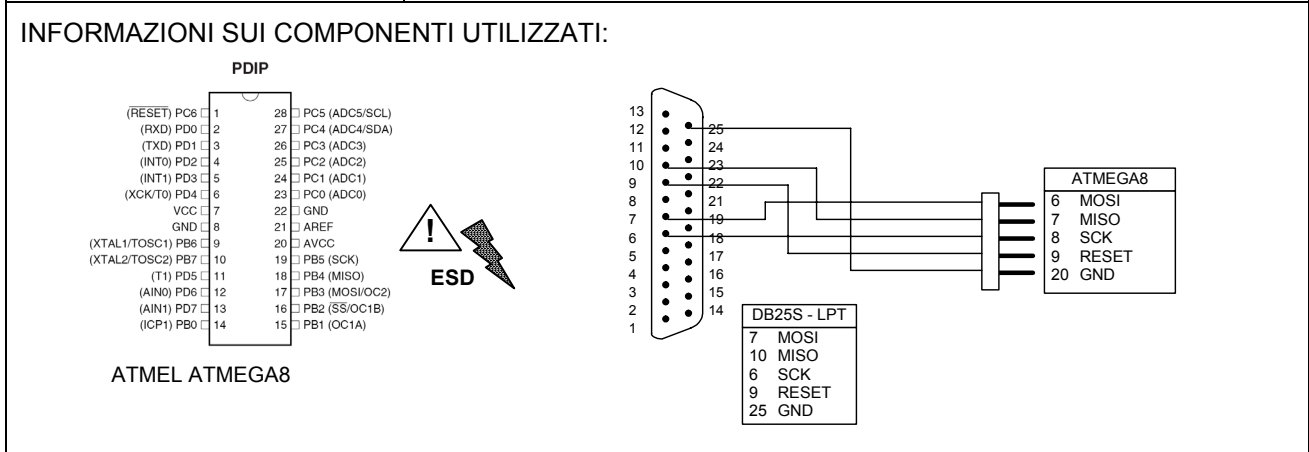 INFORMAZIONI SUI COMPONENTI UTILIZZATI:
PDIP
(RESET) PC6 1 28 PC5 (ADC5/SCL)
(RXD) PD0 2 27 PC4 (ADC4/SDA)
(TXD) PD1 3 26 PC3 (ADC3)
(INT0) PD2 4 25 PC2 (ADC2)
(INT1) PD3 5 24 PC1 (ADC1)
(XCK/T0) PD4 6 23 PC0 (ADC0)
VCC 7 22 GND
GND 8 21 AREF
(XTAL1/TOSC1) PB6 9 20 AVCC
(XTAL2/TOSC2) PB7 10 19 PB5 (SCK)
(T1) PD5 11 18 PB4 (MISO)
(AIN0) PD6 12 17 PB3 (MOSI/OC2)
(AIN1) PD7 13 16 PB2 (SS/OC1B)
(ICP1) PB0 14 15 PB1 (OC1A)
ATMEL ATMEGA8
!
ESD
13
12
11
10
9
8
7
6
5
4
3
2
1
25
24
23
22
21
19
18
17
16
15
14
DB25S - LPT
7 MOSI
10 MISO
6 SCK
9 RESET
25 GND
ATMEGA8
6 MOSI
7 MISO
8 SCK
9 RESET
20 GND